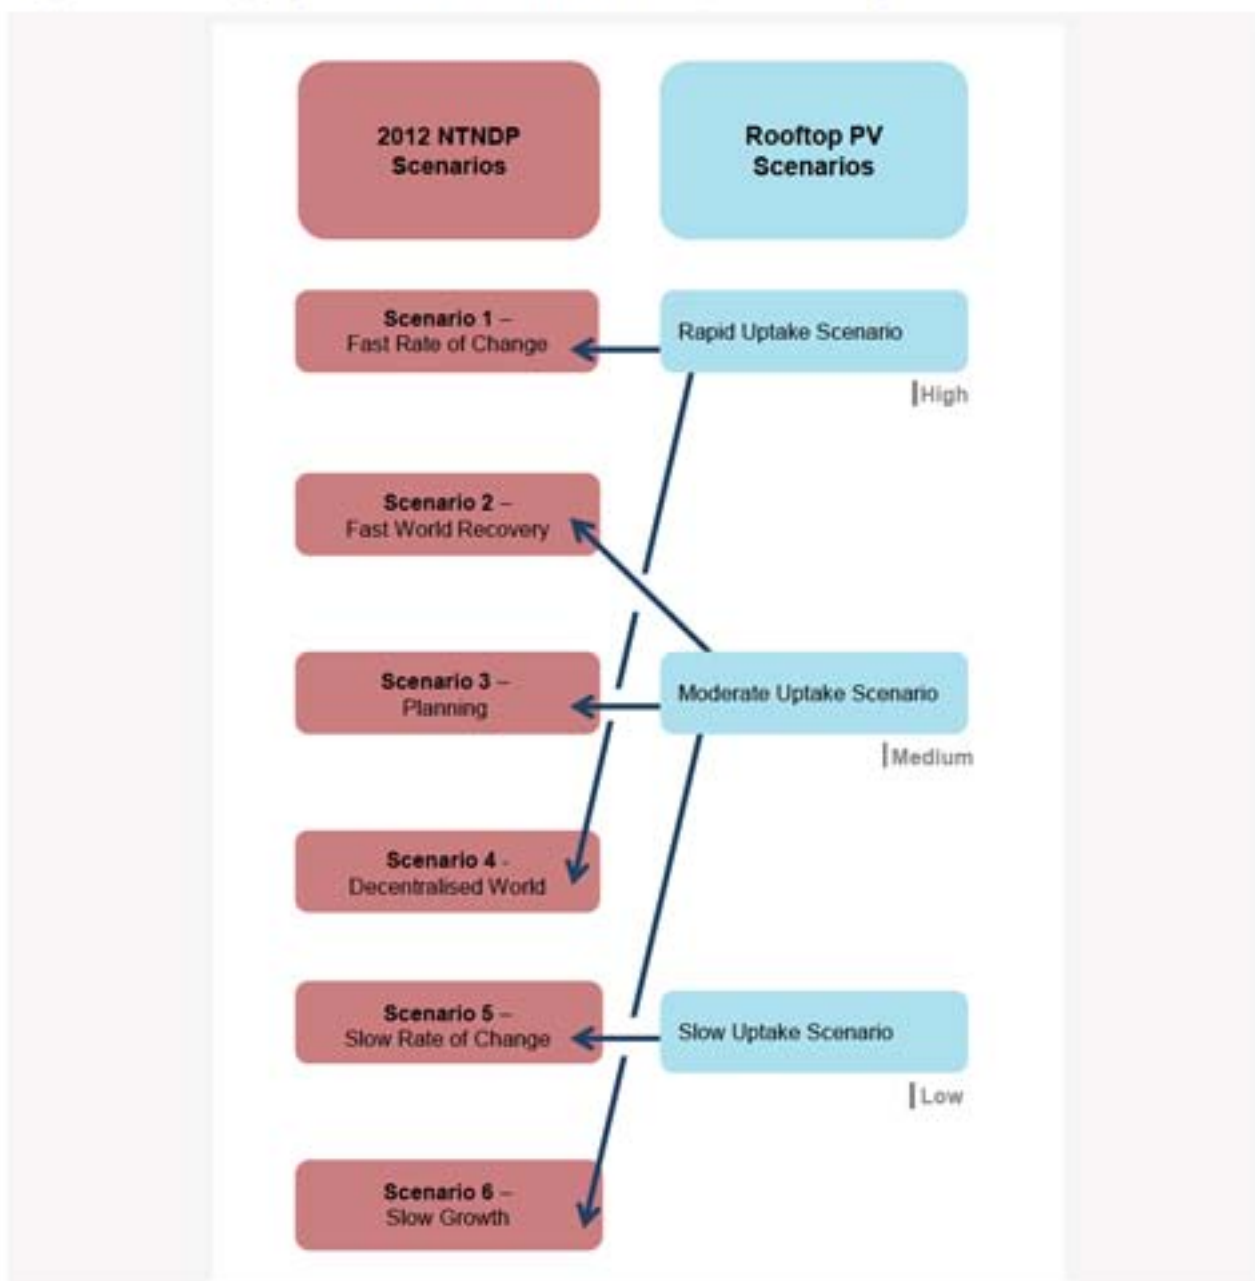 2012 NTNDP
Scenarios
Rooftop PV
Scenarios
Scenario 1 –
Fast Rate of Change
Rapid Uptake Scenario
High
Scenario 2 –
Fast World Recovery
Scenario 3 –
Planning
Moderate Uptake Scenario
Medium
Scenario 4 -
Decentralised World
Scenario 5 –
Slow Rate of Change
Slow Uptake Scenario
Low
Scenario 6 –
Slow Growth